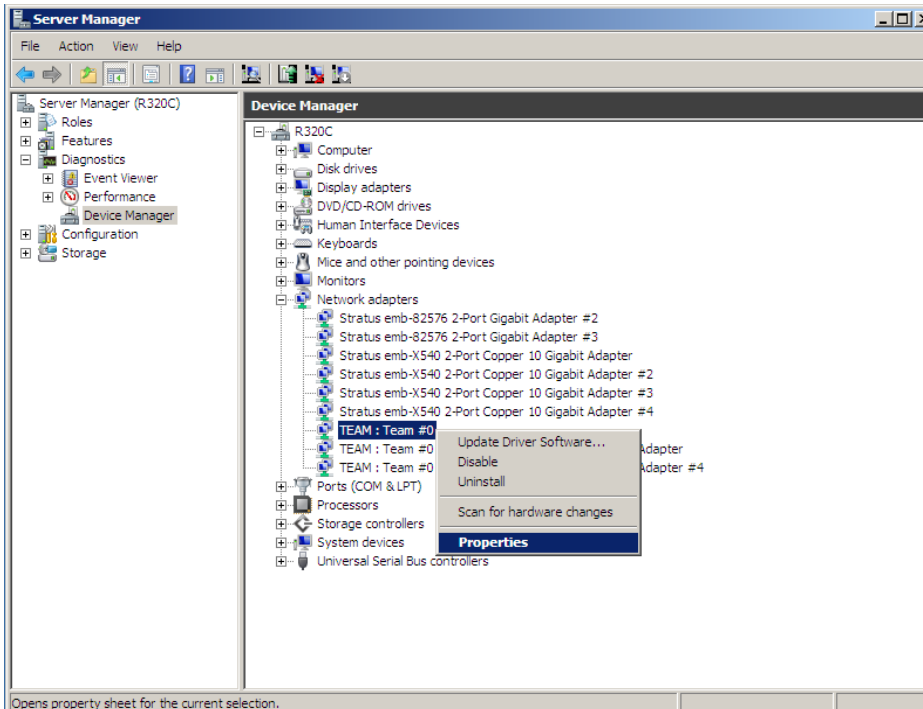 Server Manager
File Action View Help
Server Manager (R320C)
Roles
Features
Diagnostics
Event Viewer
Performance
Device Manager
Configuration
Storage
Device Manager
R320C
Computer
Disk drives
Display adapters
DVD/CD-ROM drives
Human Interface Devices
Keyboards
Mice and other pointing devices
Monitors
Network adapters
Stratus emb-82576 2-Port Gigabit Adapter #2
Stratus emb-82576 2-Port Gigabit Adapter #3
Stratus emb-X540 2-Port Copper 10 Gigabit Adapter
Stratus emb-X540 2-Port Copper 10 Gigabit Adapter #2
Stratus emb-X540 2-Port Copper 10 Gigabit Adapter #3
Stratus emb-X540 2-Port Copper 10 Gigabit Adapter #4
TEAM : Team #0
TEAM : Team #0 Adapter
TEAM : Team #0 Adapter #4
Ports (COM & LPT)
Processors
Storage controllers
System devices
Universal Serial Bus controllers
Update Driver Software...
Disable
Uninstall
Scan for hardware changes
Properties
Opens property sheet for the current selection.